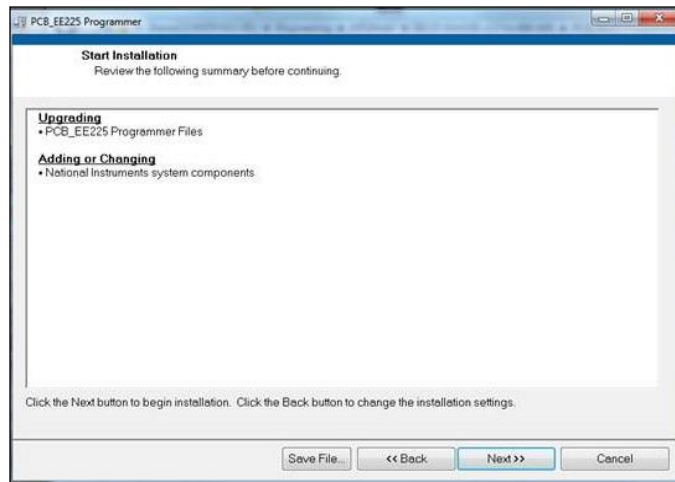 PCB_EE225 Programmer
Start Installation
Review the following summary before continuing.
Upgrading
• PCB_EE225 Programmer Files
Adding or Changing
• National Instruments system components
Click the Next button to begin installation. Click the Back button to change the installation settings.
Save File... << Back Next >> Cancel